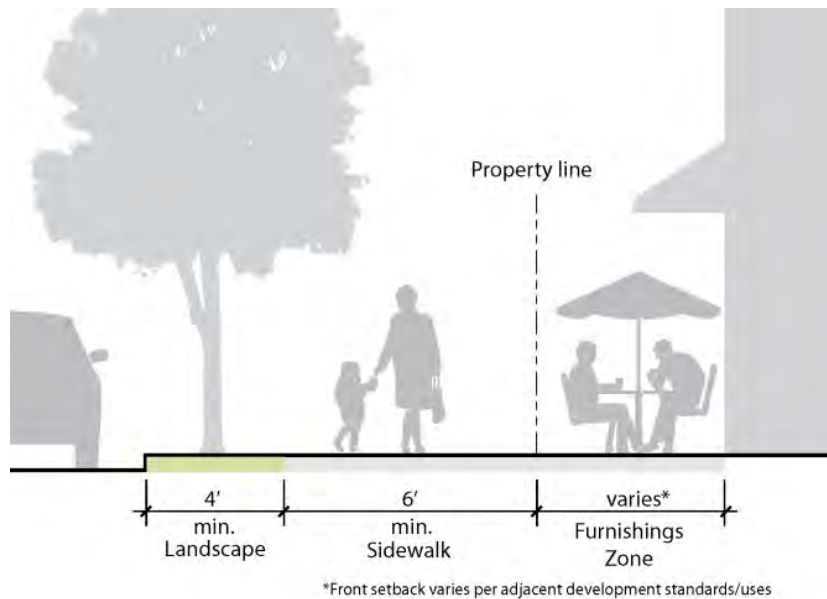 Property line
4' 6' varies*
min. min. Furnishings
Landscape Sidewalk Zone
*Front setback varies per adjacent development standards/uses